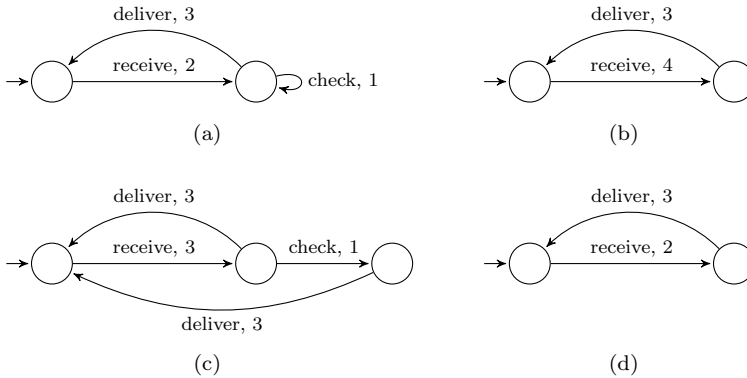 deliver, 3
receive, 2
check, 1
(a)
deliver, 3
receive, 4
(b)
deliver, 3
receive, 3
check, 1
deliver, 3
(c)
deliver, 3
receive, 2
(d)